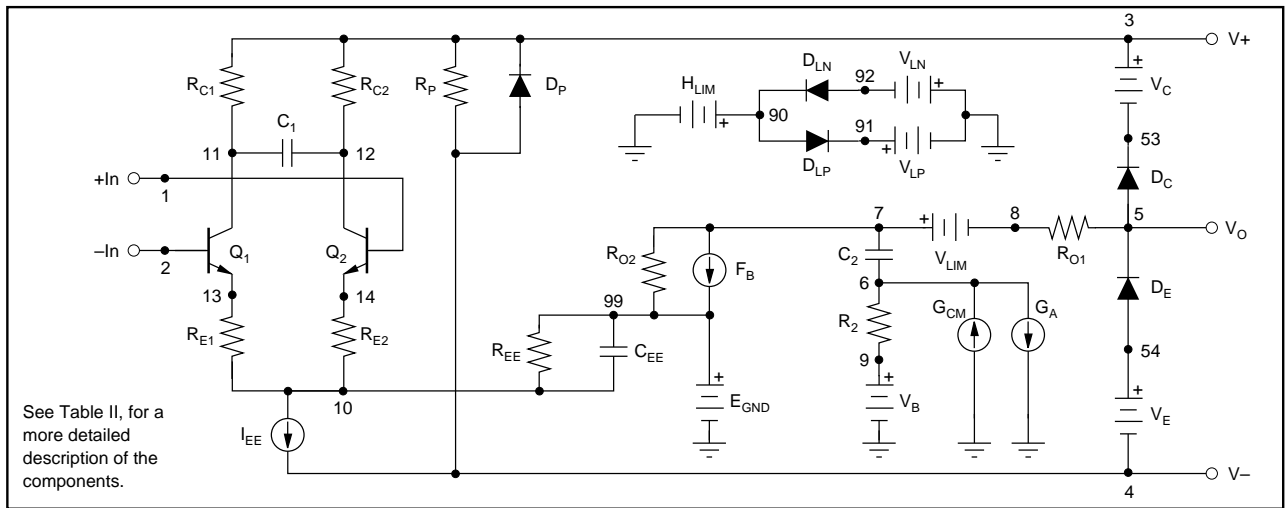 3
V+
RC1
RC2
RP
DP
DLN
92
VLN
+
HLIM
+
90
91
+
DLP
VLP
+
VC
53
DC
C1
11
12
+In
1
–In
2
Q1
Q2
13
14
RE1
RE2
10
IEE
REE
CEE
99
RO2
FB
+
EGND
7
C2
+
VLIM
8
RO1
5
VO
6
R2
9
+
VB
GCM
GA
DE
54
+
VE
V–
4
See Table II, for a
more detailed
description of the
components.